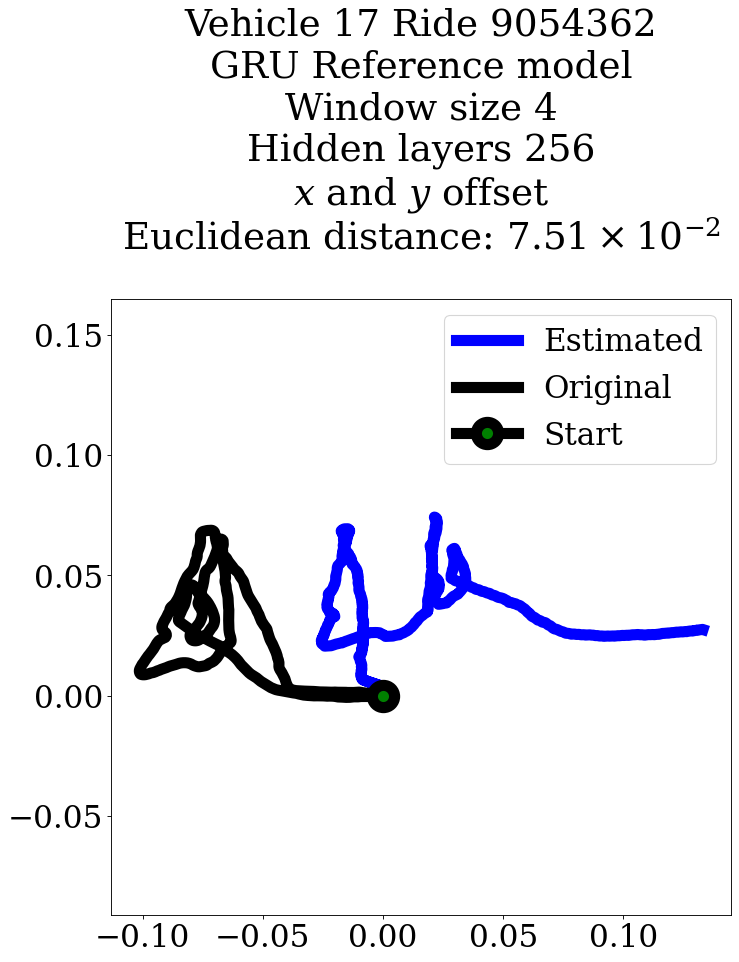 Vehicle 17 Ride 9054362
GRU Reference model
Window size 4
Hidden layers 256
x and y offset
Euclidean distance: 7.51 × 10⁻²
Estimated
Original
Start
0.15
0.10
0.05
0.00
−0.05
−0.10 −0.05 0.00 0.05 0.10